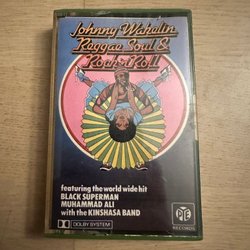 Johnny Wakelin
Reggae, Soul &
Rock 'n' Roll
featuring the world wide hit
BLACK SUPERMAN
MUHAMMAD ALI
with the KINSHASA BAND
DOLBY SYSTEM
PYE
RECORDS